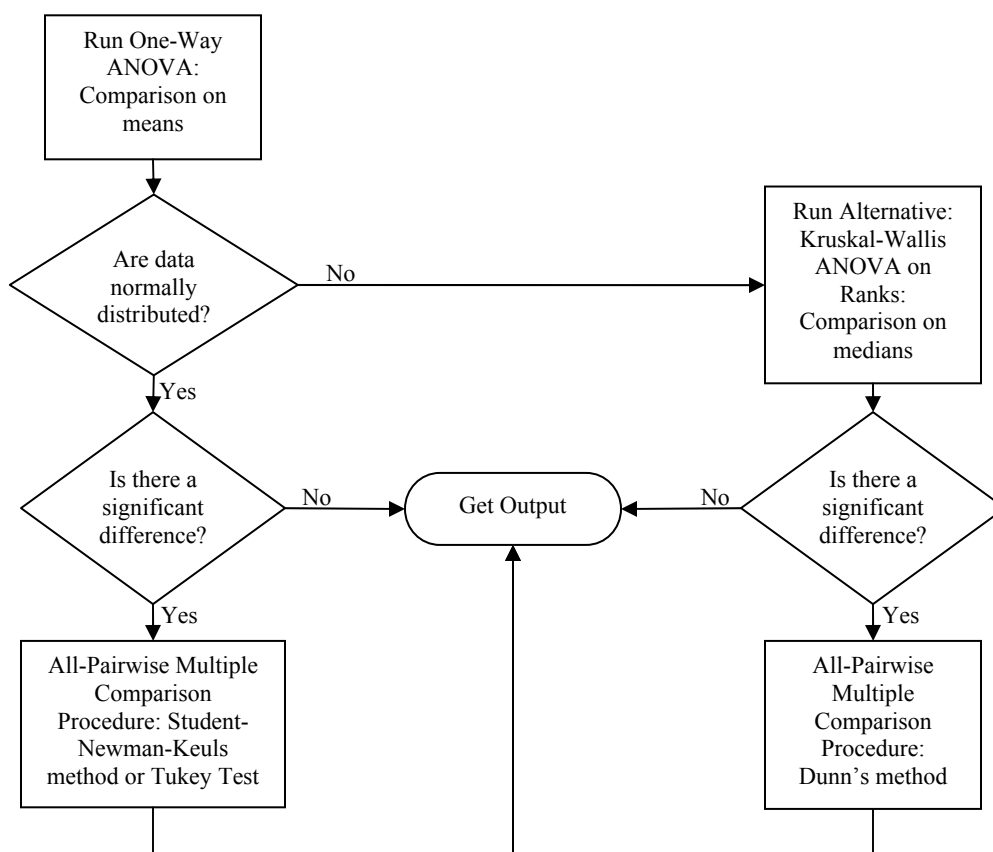 Run One-Way
ANOVA:
Comparison on
means
Are data
normally
distributed?
No
Run Alternative:
Kruskal-Wallis
ANOVA on
Ranks:
Comparison on
medians
Yes
Is there a
significant
difference?
No
Get Output
No
Is there a
significant
difference?
Yes
Yes
All-Pairwise Multiple
Comparison
Procedure: Student-
Newman-Keuls
method or Tukey Test
All-Pairwise
Multiple
Comparison
Procedure:
Dunn’s method